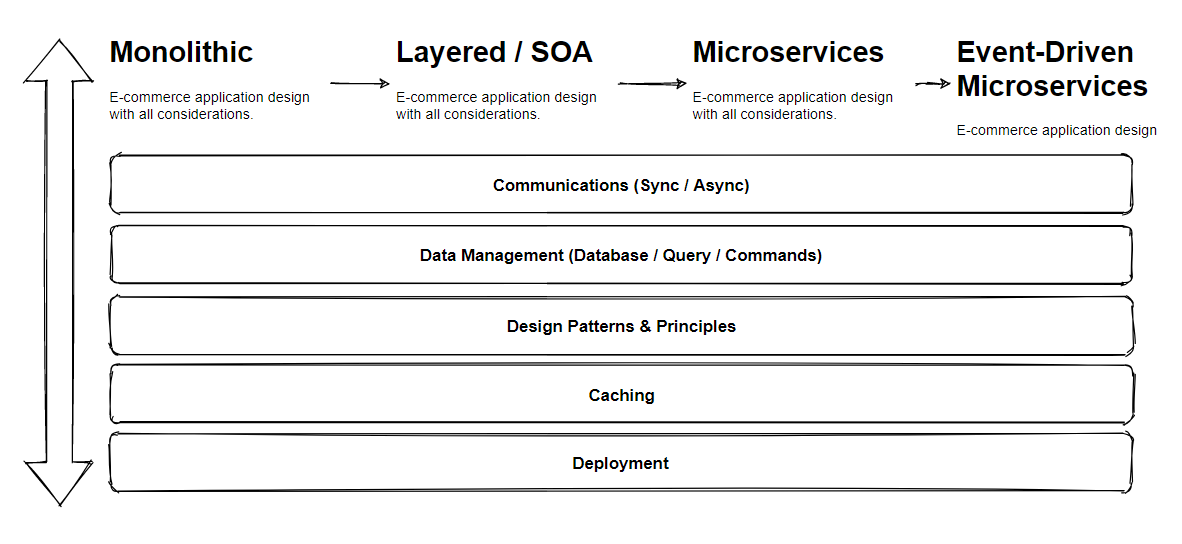 Monolithic
E-commerce application design
with all considerations.
Layered / SOA
E-commerce application design
with all considerations.
Microservices
E-commerce application design
with all considerations.
Event-Driven
Microservices
E-commerce application design
Communications (Sync / Async)
Data Management (Database / Query / Commands)
Design Patterns & Principles
Caching
Deployment